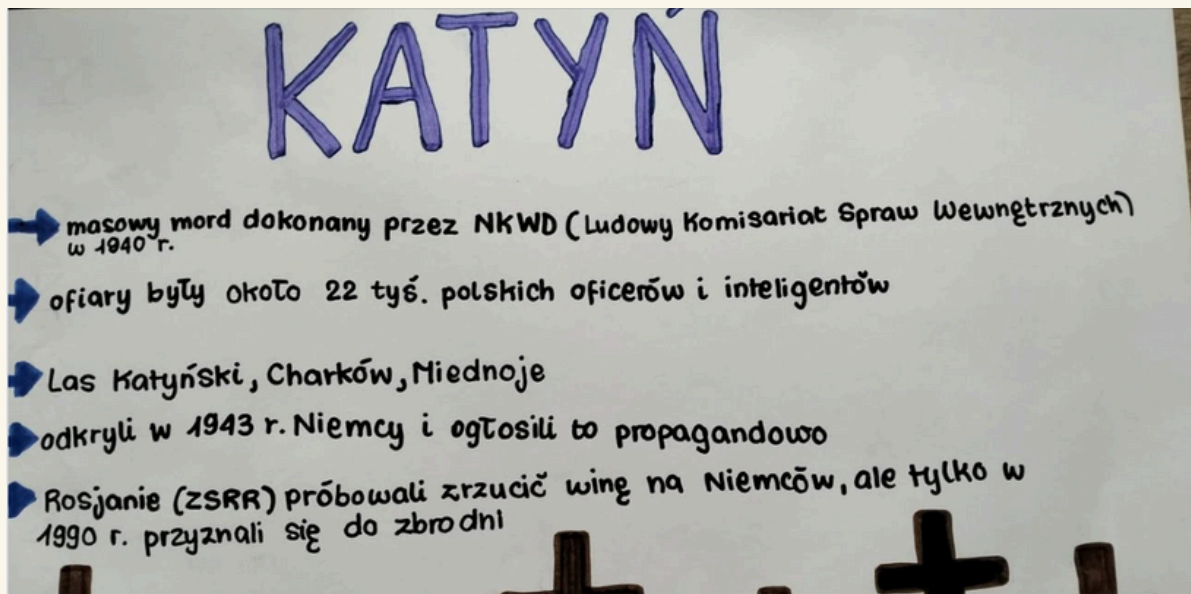 KATYŃ
masowy mord dokonany przez NKWD (Ludowy Komisariat Spraw Wewnętrznych)
w 1940 r.
ofiary były około 22 tyś. polskich oficerów i inteligentów
Las Katyński, Charków, Miednoje
odkryli w 1943 r. Niemcy i ogłosili to propagandowo
Rosjanie (ZSRR) próbowali zrzucić winę na Niemców, ale tylko w
1990 r. przyznali się do zbrodni